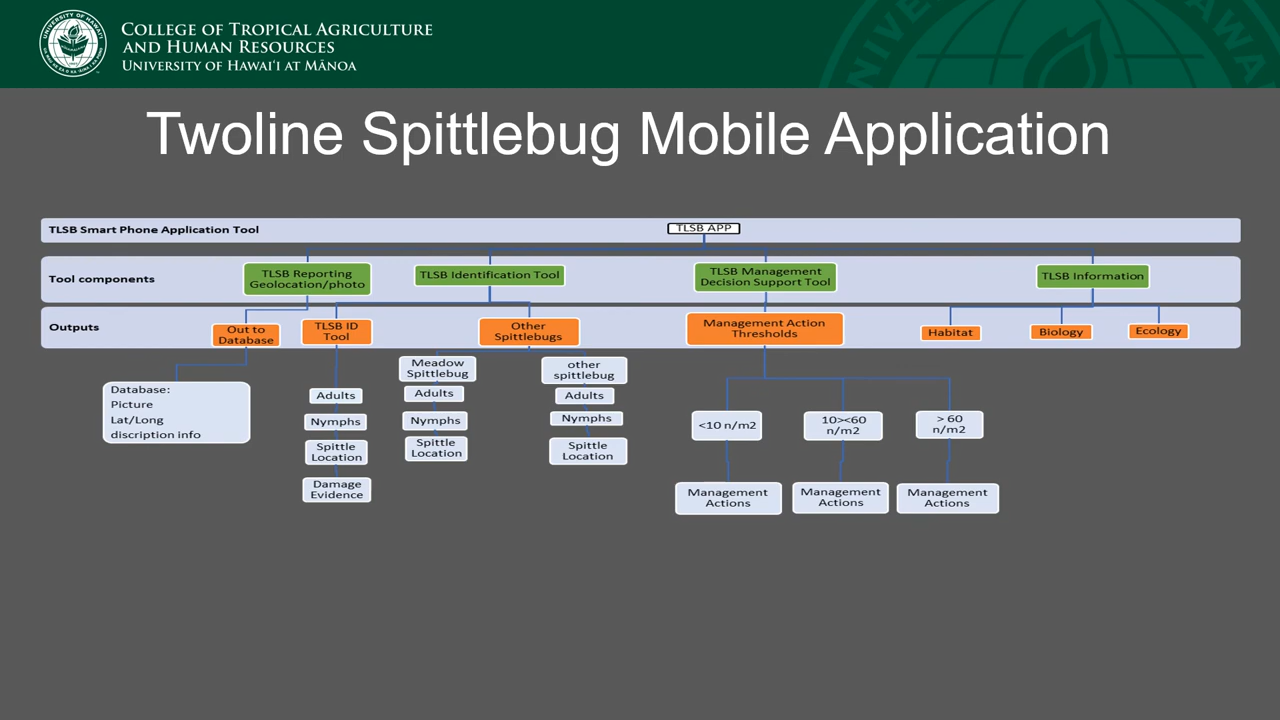 COLLEGE OF TROPICAL AGRICULTURE
AND HUMAN RESOURCES
UNIVERSITY OF HAWAI‘I AT MĀNOA
Twoline Spittlebug Mobile Application
TLSB Smart Phone Application Tool
TLSB APP
Tool components
TLSB Reporting
Geolocation/photo
TLSB Identification Tool
TLSB Management
Decision Support Tool
TLSB Information
Outputs
Out to
Database
TLSB ID
Tool
Other
Spittlebugs
Management Action
Thresholds
Habitat
Biology
Ecology
Database:
Picture
Lat/Long
discription info
Adults
Nymphs
Spittle
Location
Damage
Evidence
Meadow
Spittlebug
Adults
Nymphs
Spittle
Location
other
spittlebug
Adults
Nymphs
Spittle
Location
<10 n/m2
10><60
n/m2
> 60
n/m2
Management
Actions
Management
Actions
Management
Actions